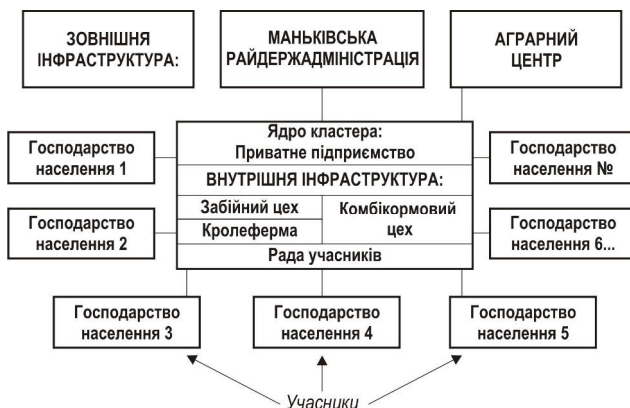 ЗОВНІШНЯ
ІНФРАСТРУКТУРА:
МАНЬКІВСЬКА
РАЙДЕРЖАДМІНІСТРАЦІЯ
АГРАРНИЙ
ЦЕНТР
Господарство
населення 1
Ядро кластера:
Приватне підприємство
Господарство
населення №
ВНУТРІШНЯ ІНФРАСТРУКТУРА:
Забійний цех
Кролеферма
Комбікормовий
цех
Господарство
населення 2
Господарство
населення 6...
Рада учасників
Господарство
населення 3
Господарство
населення 4
Господарство
населення 5
Учасники